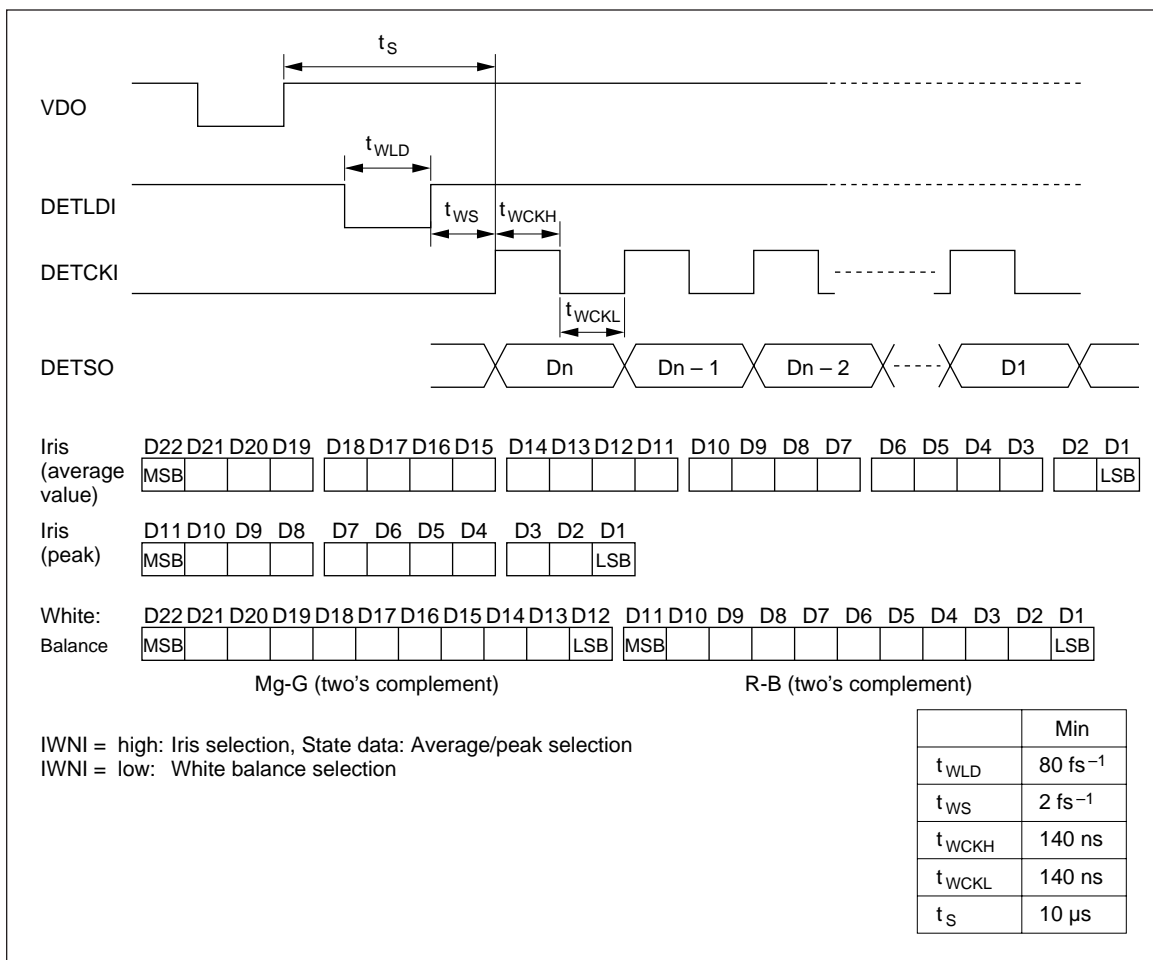 tS
VDO
tWLD
DETLDI
tWS tWCKH
DETCKI
tWCKL
DETSO Dn Dn – 1 Dn – 2 D1
Iris (average value)
D22 D21 D20 D19 D18 D17 D16 D15 D14 D13 D12 D11 D10 D9 D8 D7 D6 D5 D4 D3 D2 D1
MSB LSB
Iris (peak)
D11 D10 D9 D8 D7 D6 D5 D4 D3 D2 D1
MSB LSB
White: Balance
D22 D21 D20 D19 D18 D17 D16 D15 D14 D13 D12 D11 D10 D9 D8 D7 D6 D5 D4 D3 D2 D1
MSB LSB MSB LSB
Mg-G (two's complement) R-B (two's complement)
IWNI = high: Iris selection, State data: Average/peak selection
IWNI = low: White balance selection
Min
tWLD 80 fs⁻¹
tWS 2 fs⁻¹
tWCKH 140 ns
tWCKL 140 ns
tS 10 µs